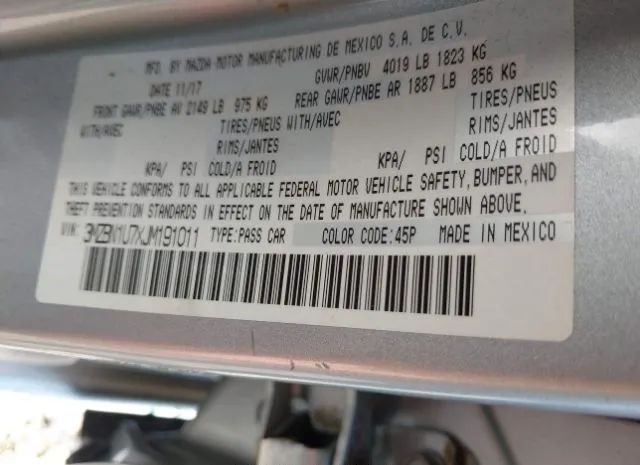 MFD. BY MAZDA MOTOR MANUFACTURING DE MEXICO S.A. DE C.V.
DATE 11/17 GVWR/PNBV 4019 LB 1823 KG
FRONT GAWR/PNBE AV 2149 LB 975 KG REAR GAWR/PNBE AR 1887 LB 856 KG
WITH/AVEC TIRES/PNEUS WITH/AVEC TIRES/PNEUS
RIMS/JANTES RIMS/JANTES
KPA/ PSI COLD/A FROID KPA/ PSI COLD/A FROID
THIS VEHICLE CONFORMS TO ALL APPLICABLE FEDERAL MOTOR VEHICLE SAFETY, BUMPER, AND
THEFT PREVENTION STANDARDS IN EFFECT ON THE DATE OF MANUFACTURE SHOWN ABOVE.
VIN: 3MZBN1U7XJM191011 TYPE:PASS CAR COLOR CODE:45P MADE IN MEXICO